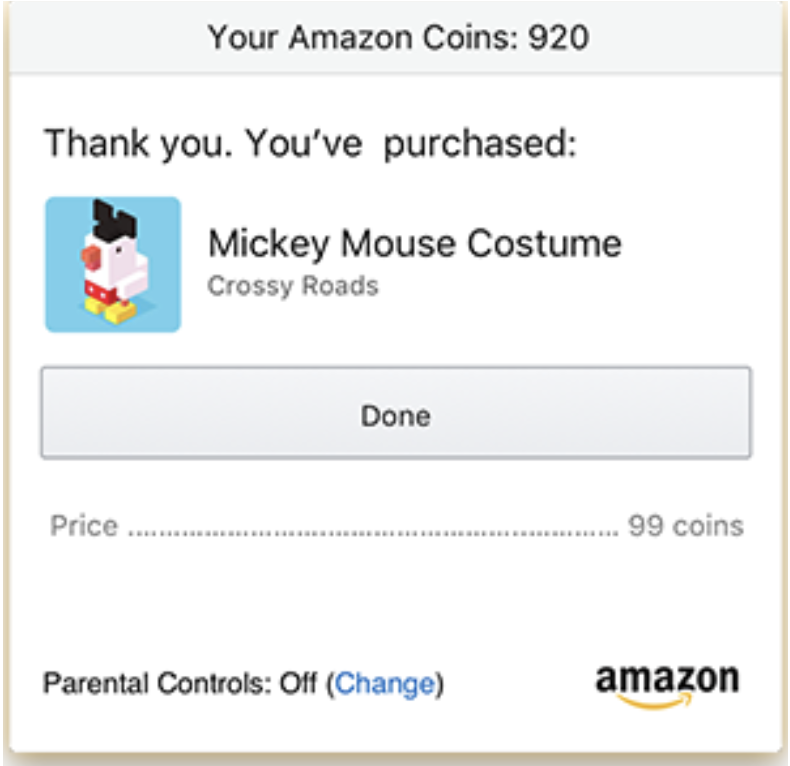 Your Amazon Coins: 920
Thank you. You’ve purchased:
Mickey Mouse Costume
Crossy Roads
Done
Price ........................................................ 99 coins
Parental Controls: Off (Change)
amazon